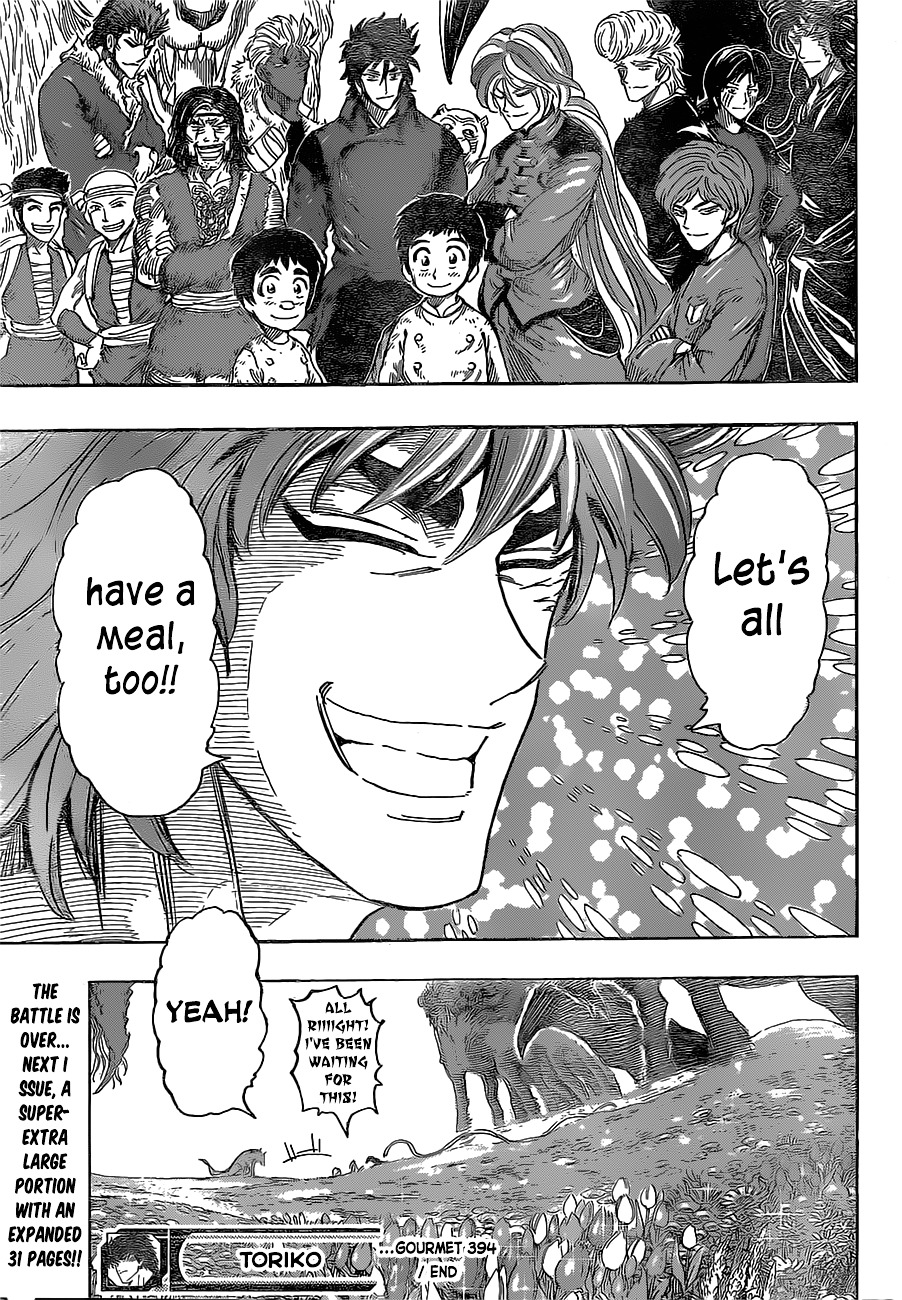 Let's
all
have a
meal,
too!!
ALL
RIIIIGHT!
I'VE BEEN
WAITING
FOR
THIS!
YEAH!
THE
BATTLE IS
OVER...
NEXT I
SSUE, A
SUPER-
EXTRA
LARGE
PORTION
WITH AN
EXPANDED
31 PAGES!!
TORIKO
...GOURMET 394
/ END